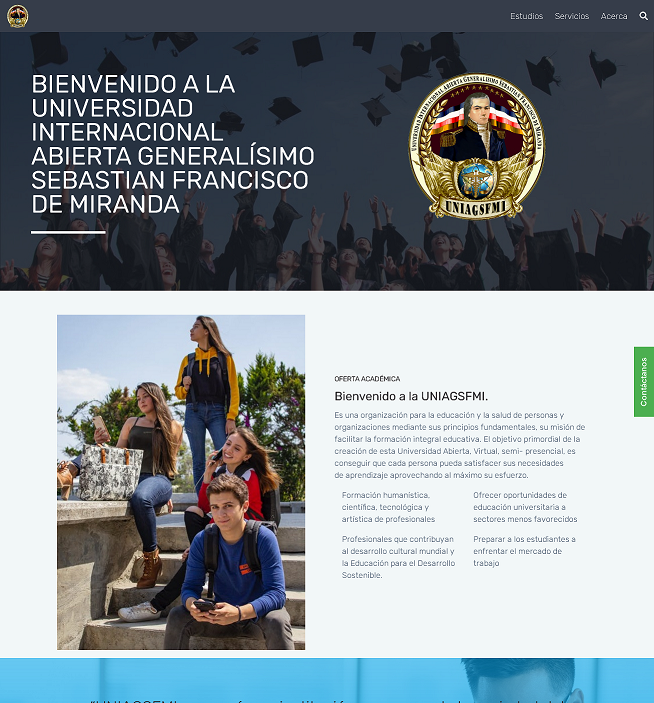 Estudios Servicios Acerca
BIENVENIDO A LA
UNIVERSIDAD
INTERNACIONAL
ABIERTA GENERALÍSIMO
SEBASTIAN FRANCISCO
DE MIRANDA
Universidad Internacional Abierta Generalísimo Sebastian Francisco de Miranda
UNIAGSFMI
Contáctanos
OFERTA ACADÉMICA
Bienvenido a la UNIAGSFMI.
Es una organización para la educación y la salud de personas y
organizaciones mediante sus principios fundamentales, su misión de
facilitar la formación integral educativa. El objetivo primordial de la
creación de esta Universidad Abierta, Virtual, semi- presencial, es
conseguir que cada persona pueda satisfacer sus necesidades
de aprendizaje aprovechando al máximo su esfuerzo.
Formación humanística,
científica, tecnológica y
artística de profesionales
Ofrecer oportunidades de
educación universitaria a
sectores menos favorecidos
Profesionales que contribuyan
al desarrollo cultural mundial y
la Educación para el Desarrollo
Sostenible.
Preparar a los estudiantes a
enfrentar el mercado de
trabajo